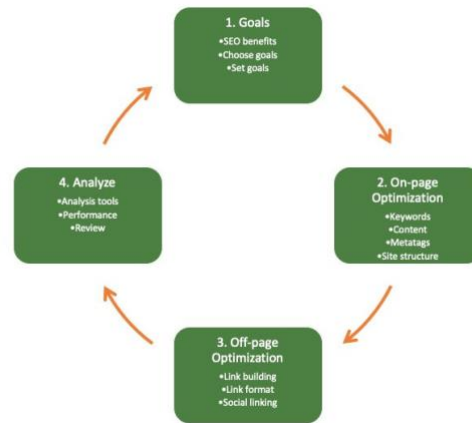 1. Goals
•SEO benefits
•Choose goals
•Set goals
2. On-page
Optimization
•Keywords
•Content
•Metatags
•Site structure
3. Off-page
Optimization
•Link building
•Link format
•Social linking
4. Analyze
•Analysis tools
•Performance
•Review